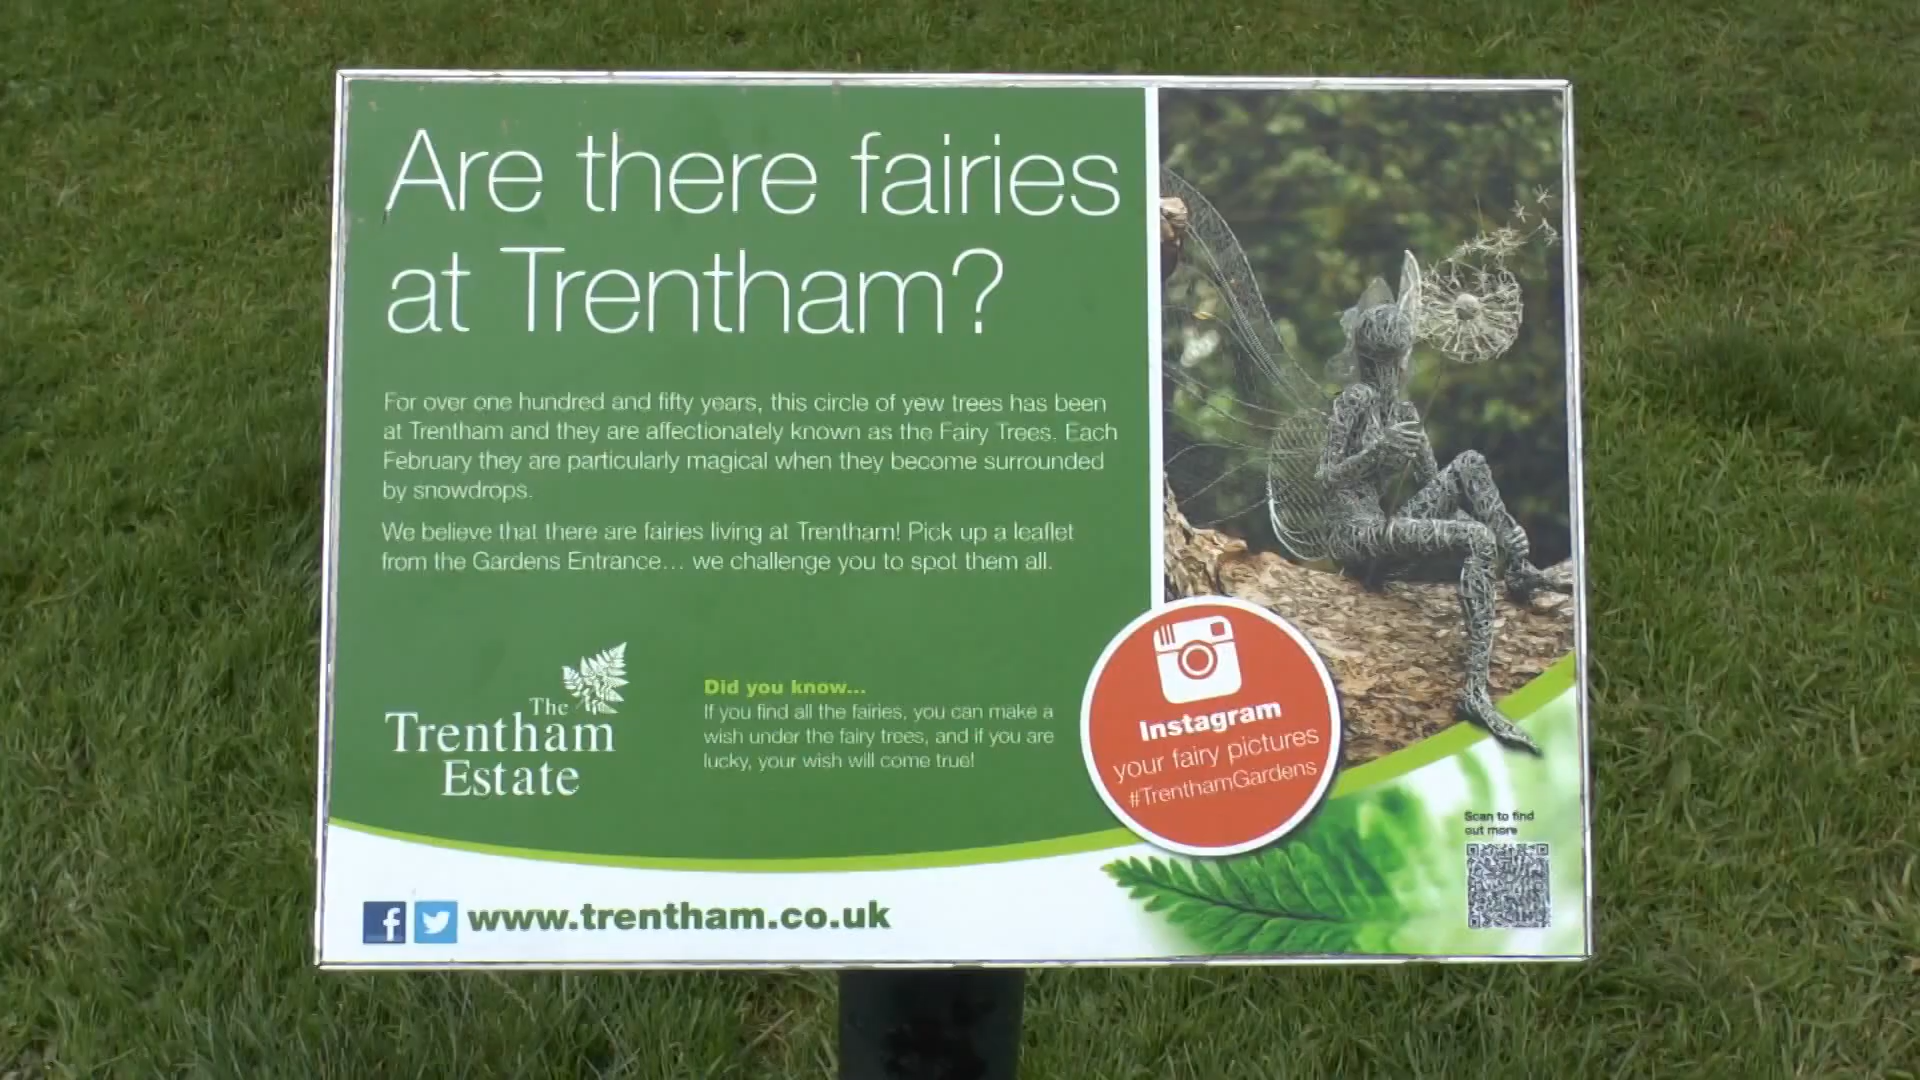 Are there fairies
at Trentham?
For over one hundred and fifty years, this circle of yew trees has been
at Trentham and they are affectionately known as the Fairy Trees. Each
February they are particularly magical when they become surrounded
by snowdrops.
We believe that there are fairies living at Trentham! Pick up a leaflet
from the Gardens Entrance... we challenge you to spot them all.
The
Trentham
Estate
Did you know...
If you find all the fairies, you can make a
wish under the fairy trees, and if you are
lucky, your wish will come true!
Instagram
your fairy pictures
#TrenthamGardens
Scan to find
out more
www.trentham.co.uk